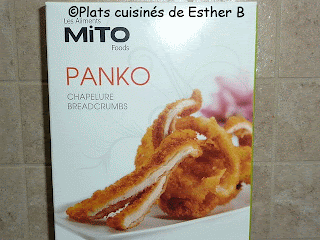 ©Plats cuisinés de Esther B
Les Aliments
MiTO
Foods
PANKO
CHAPELURE
BREADCRUMBS